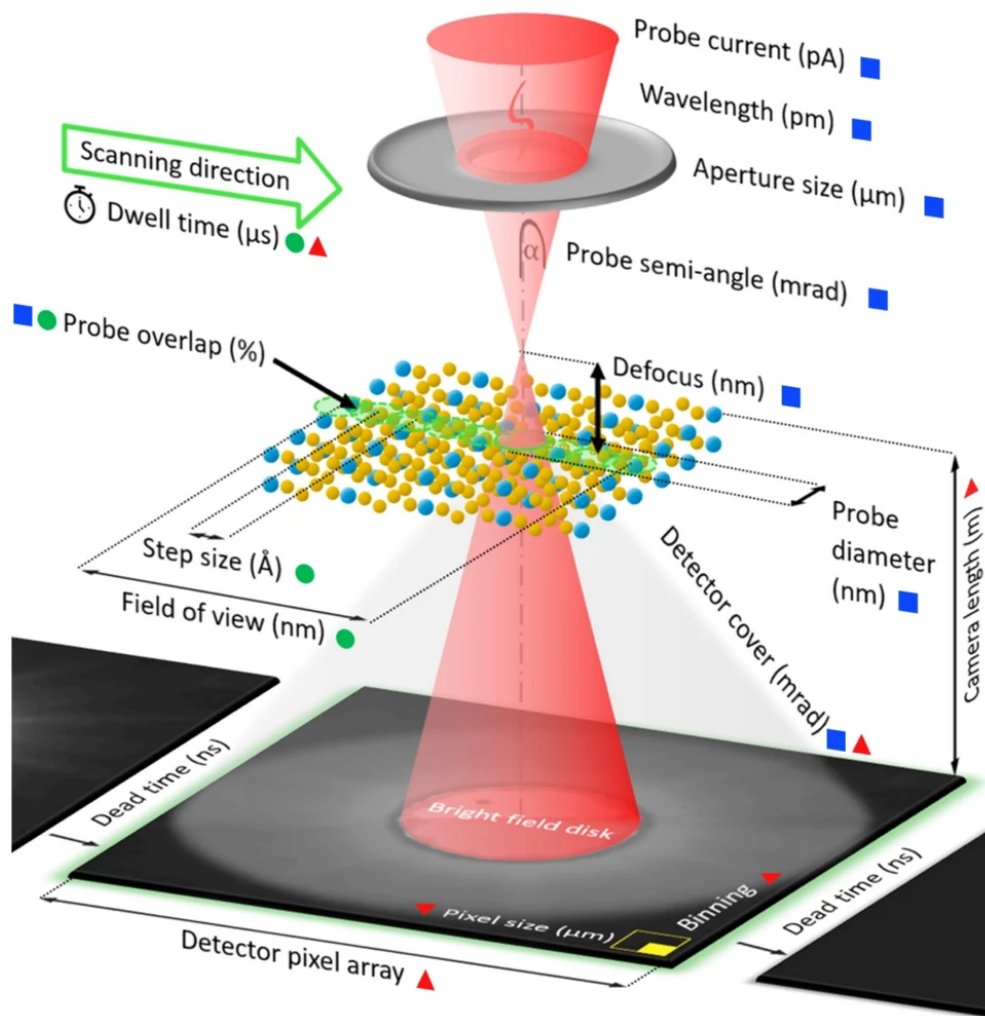 Probe current (pA)
Wavelength (pm)
Aperture size (μm)
Scanning direction
Dwell time (μs)
α
Probe semi-angle (mrad)
Probe overlap (%)
Defocus (nm)
Probe
diameter
(nm)
Camera length (m)
Step size (Å)
Field of view (nm)
Detector cover (mrad)
Dead time (ns)
Bright field disk
Binning
Pixel size (μm)
Dead time (ns)
Detector pixel array